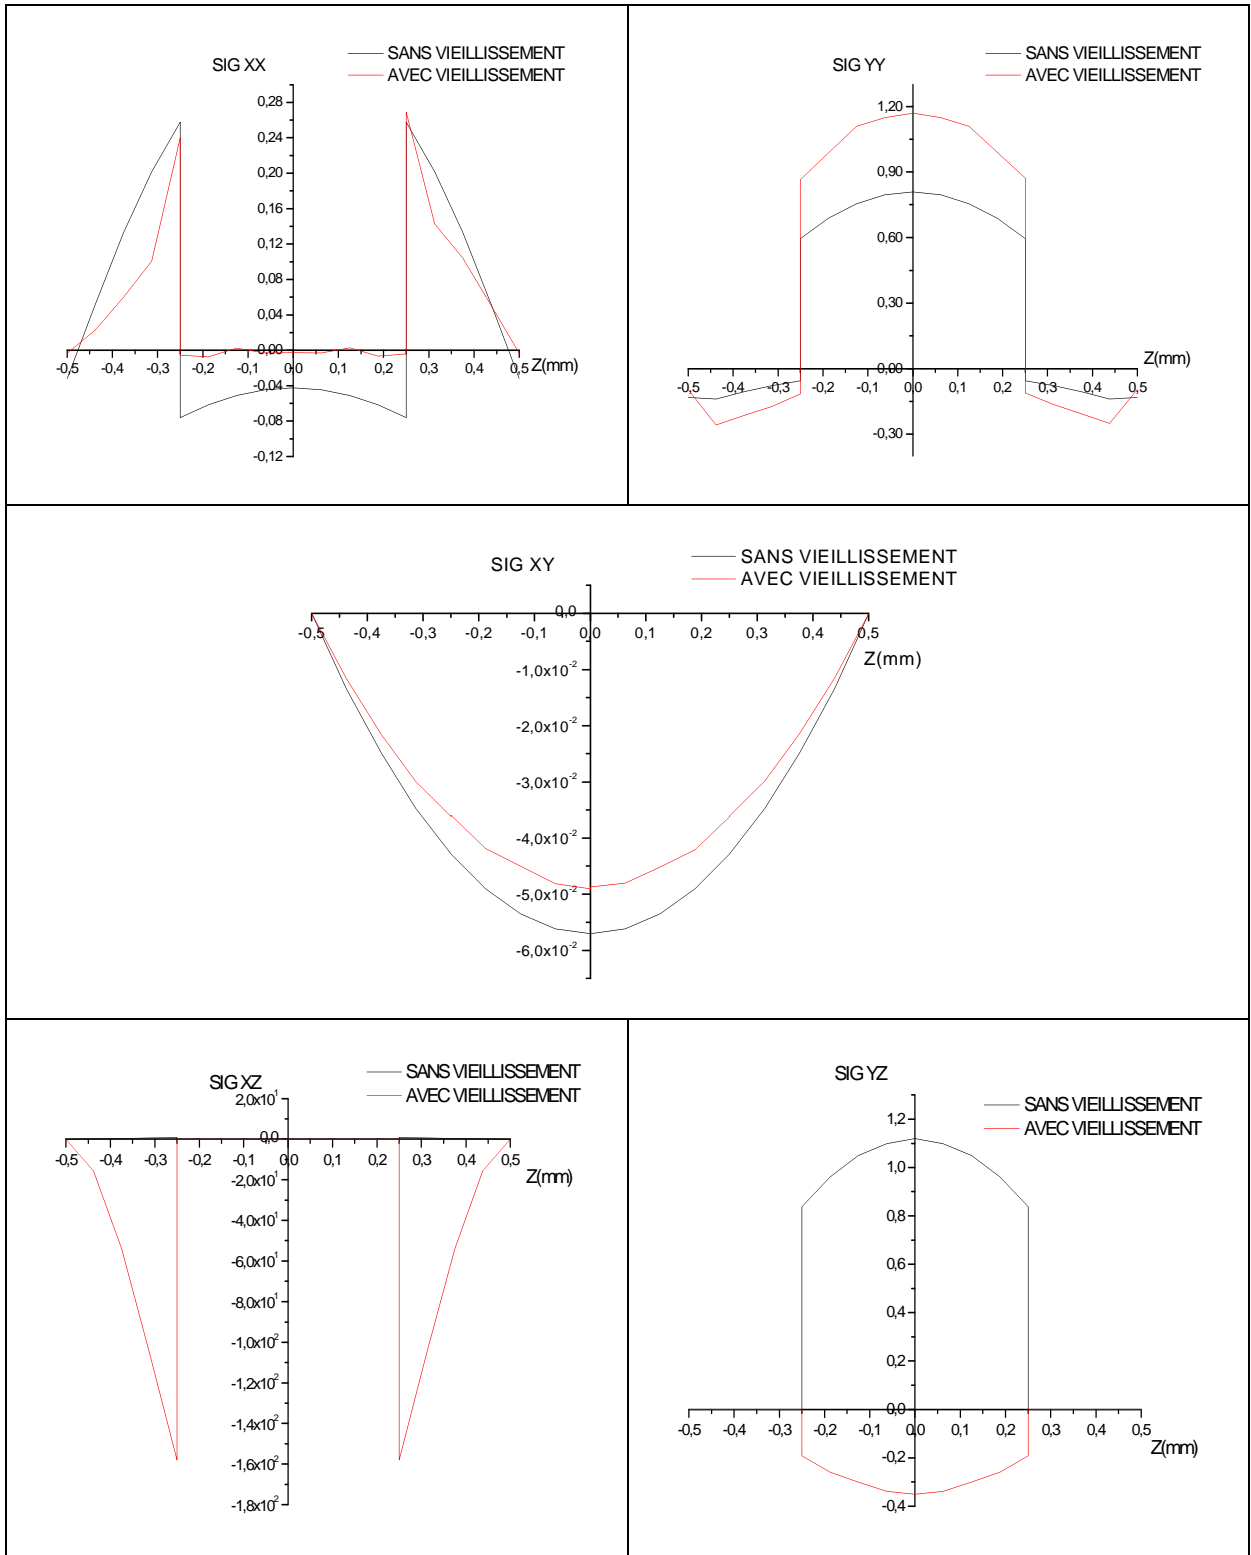 SIG XX
SANS VIEILLISSEMENT
AVEC VIEILLISSEMENT
0,28
0,24
0,20
0,16
0,12
0,08
0,04
0,00
-0,04
-0,08
-0,12
-0,5 -0,4 -0,3 -0,2 -0,1 0,0 0,1 0,2 0,3 0,4 0,5
Z(mm)
SIG YY
SANS VIEILLISSEMENT
AVEC VIEILLISSEMENT
1,20
0,90
0,60
0,30
0,00
-0,30
-0,5 -0,4 -0,3 -0,2 -0,1 0,0 0,1 0,2 0,3 0,4 0,5
Z(mm)
SIG XY
SANS VIEILLISSEMENT
AVEC VIEILLISSEMENT
0,0
-0,5 -0,4 -0,3 -0,2 -0,1 0,0 0,1 0,2 0,3 0,4 0,5
Z(mm)
-1,0x10⁻²
-2,0x10⁻²
-3,0x10⁻²
-4,0x10⁻²
-5,0x10⁻²
-6,0x10⁻²
SIG XZ
SANS VIEILLISSEMENT
AVEC VIEILLISSEMENT
2,0x10¹
0,0
-0,5 -0,4 -0,3 -0,2 -0,1 0,0 0,1 0,2 0,3 0,4 0,5
Z(mm)
-2,0x10¹
-4,0x10¹
-6,0x10¹
-8,0x10¹
-1,0x10²
-1,2x10²
-1,4x10²
-1,6x10²
-1,8x10²
SIG YZ
SANS VIEILLISSEMENT
AVEC VIEILLISSEMENT
1,2
1,0
0,8
0,6
0,4
0,2
0,0
-0,5 -0,4 -0,3 -0,2 -0,1 0,0 0,1 0,2 0,3 0,4 0,5
Z(mm)
-0,2
-0,4